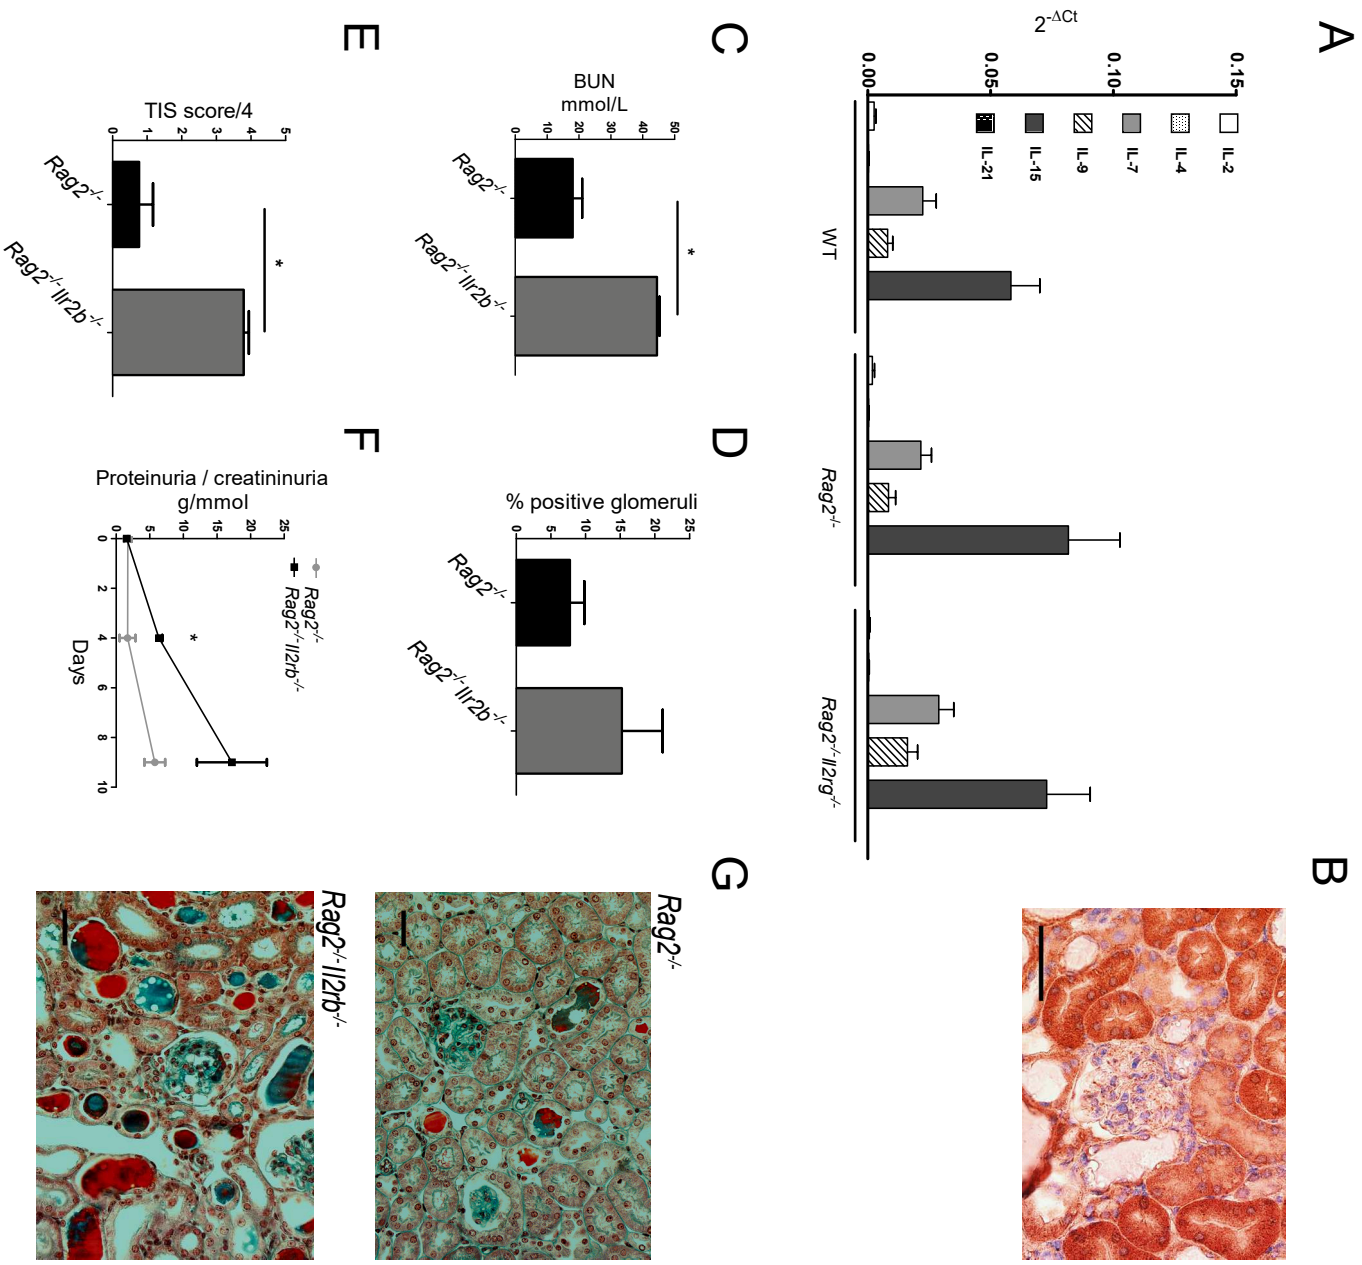 A
2^-ΔCt
0.15
0.10
0.05
0.00
IL-2
IL-4
IL-7
IL-9
IL-15
IL-21
WT
Rag2-/-
Rag2-/-Il2rg-/-
B
C
BUN
mmol/L
50
40
30
20
10
0
*
Rag2-/-
Rag2-/-Ilr2b-/-
D
% positive glomeruli
25
20
15
10
5
0
Rag2-/-
Rag2-/-Ilr2b-/-
E
TIS score/4
5
4
3
2
1
0
*
Rag2-/-
Rag2-/-Ilr2b-/-
F
Proteinuria / creatininuria
g/mmol
25
20
15
10
5
0
Rag2-/-
Rag2-/-Il2rb-/-
*
0 2 4 6 8 10
Days
G
Rag2-/-
Rag2-/-Il2rb-/-